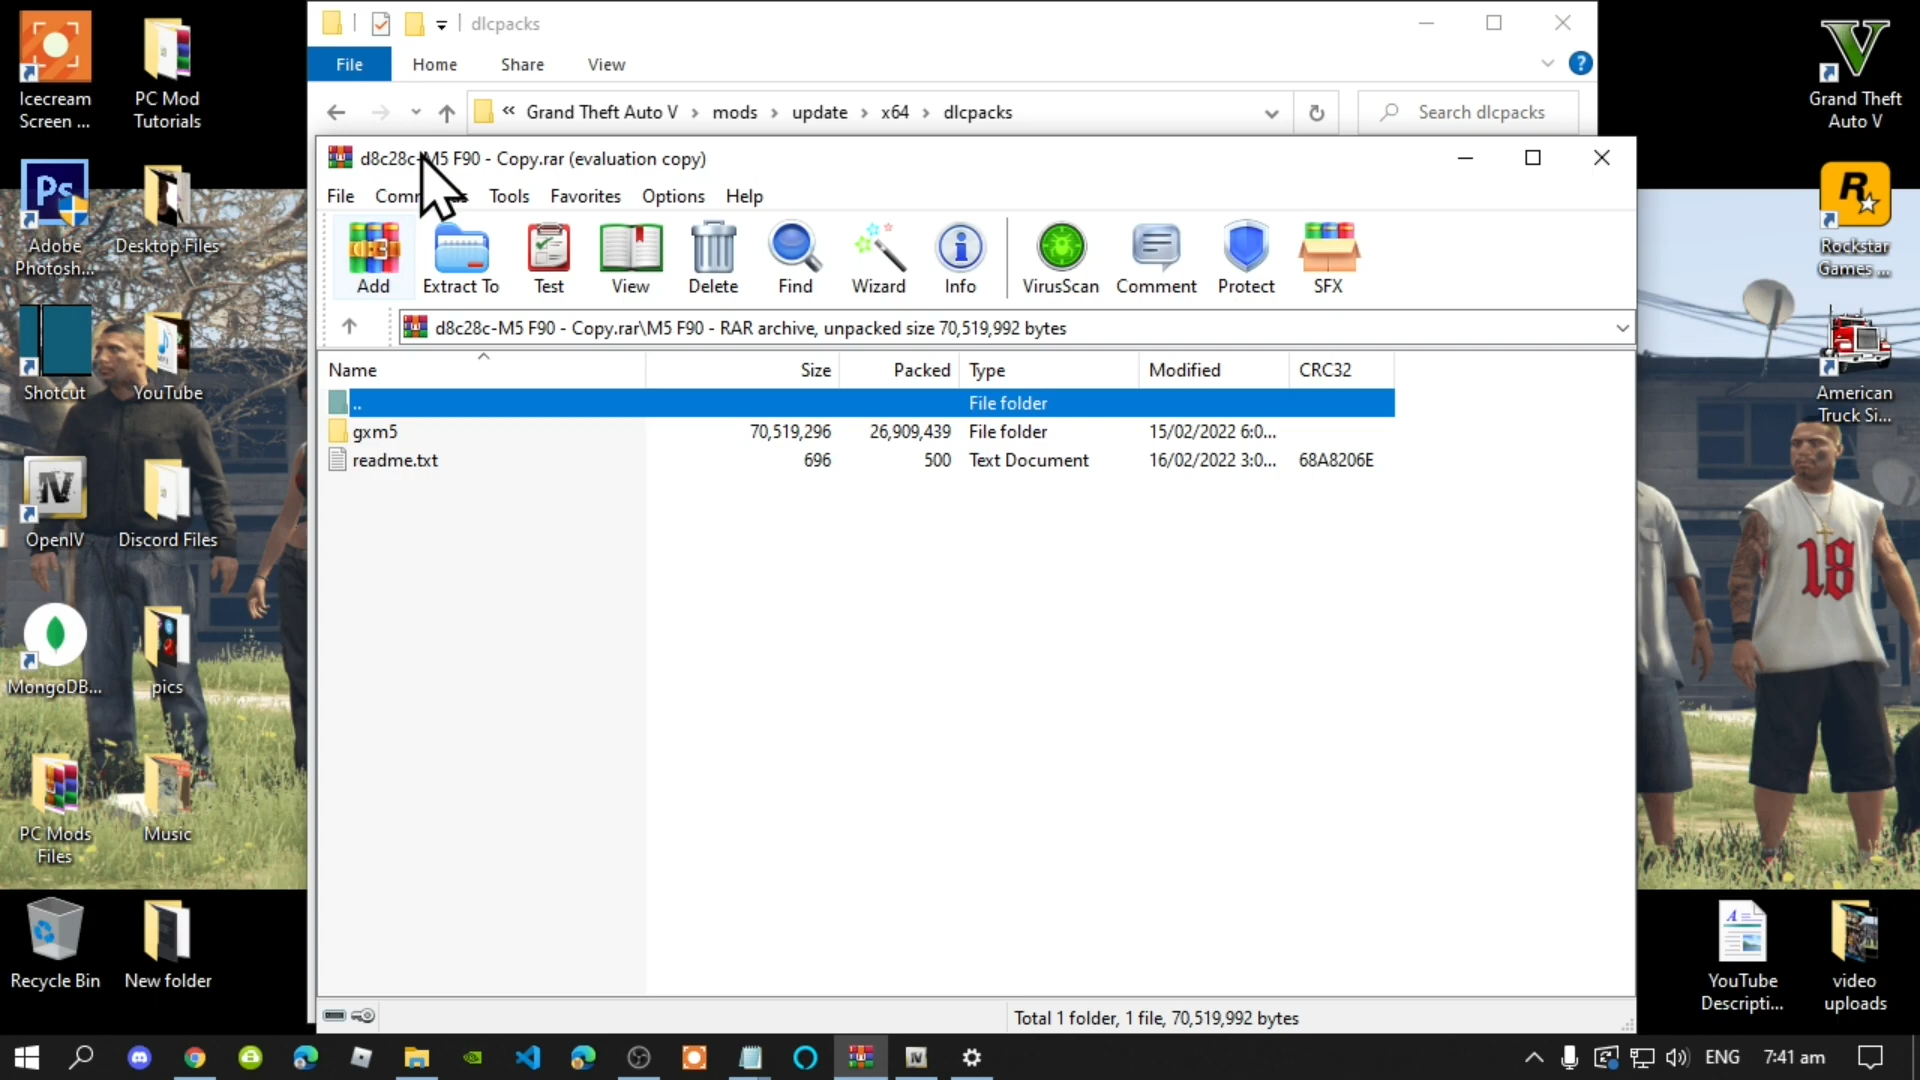 dlcpacks
File Home Share View
« Grand Theft Auto V › mods › update › x64 › dlcpacks
Search dlcpacks
d8c28c-M5 F90 - Copy.rar (evaluation copy)
File Tools Favorites Options Help
Add Extract To Test View Delete Find Wizard Info VirusScan Comment Protect SFX
d8c28c-M5 F90 - Copy.rar\M5 F90 - RAR archive, unpacked size 70,519,992 bytes
Name Size Packed Type Modified CRC32
.. File folder
gxm5 70,519,296 26,909,439 File folder 15/02/2022 6:0...
readme.txt 696 500 Text Document 16/02/2022 3:0... 68A8206E
Total 1 folder, 1 file, 70,519,992 bytes
Icecream
Screen ...
PC Mod
Tutorials
Ps
Adobe
Photosh...
Desktop Files
Shotcut
YouTube
IV
OpenIV
Discord Files
MongoDB...
pics
PC Mods
Files
Music
Recycle Bin
New folder
V
Grand Theft
Auto V
R
Rockstar
Games ...
American
Truck Si...
18
YouTube
Descripti...
video
uploads
ENG 7:41 am